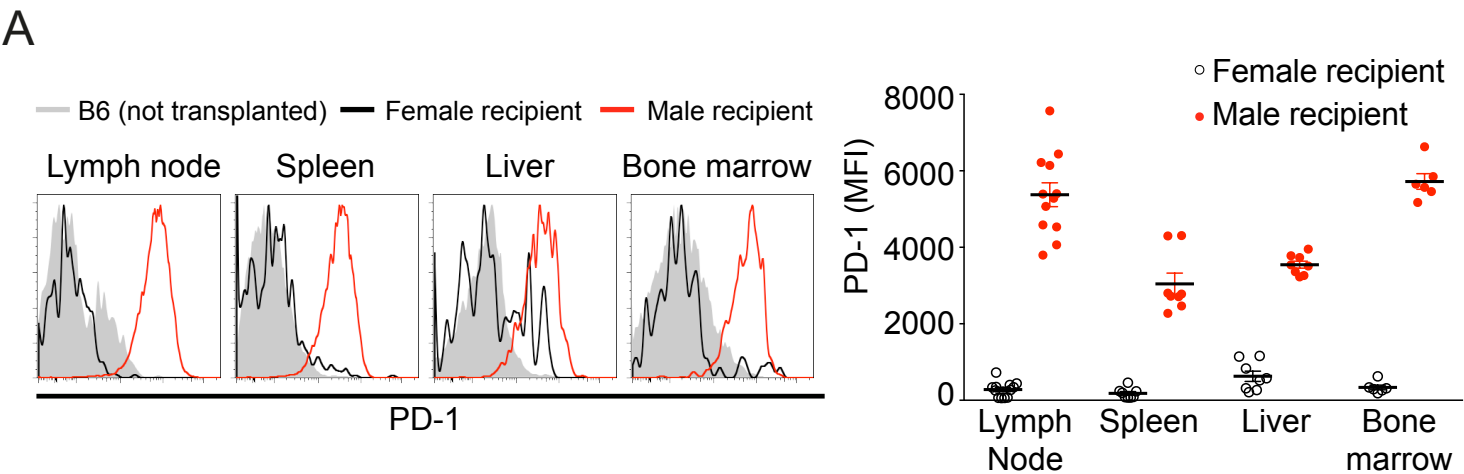 A
B6 (not transplanted) Female recipient Male recipient
Lymph node Spleen Liver Bone marrow
PD-1
Female recipient
Male recipient
PD-1 (MFI)
8000
6000
4000
2000
0
Lymph Node Spleen Liver Bone marrow